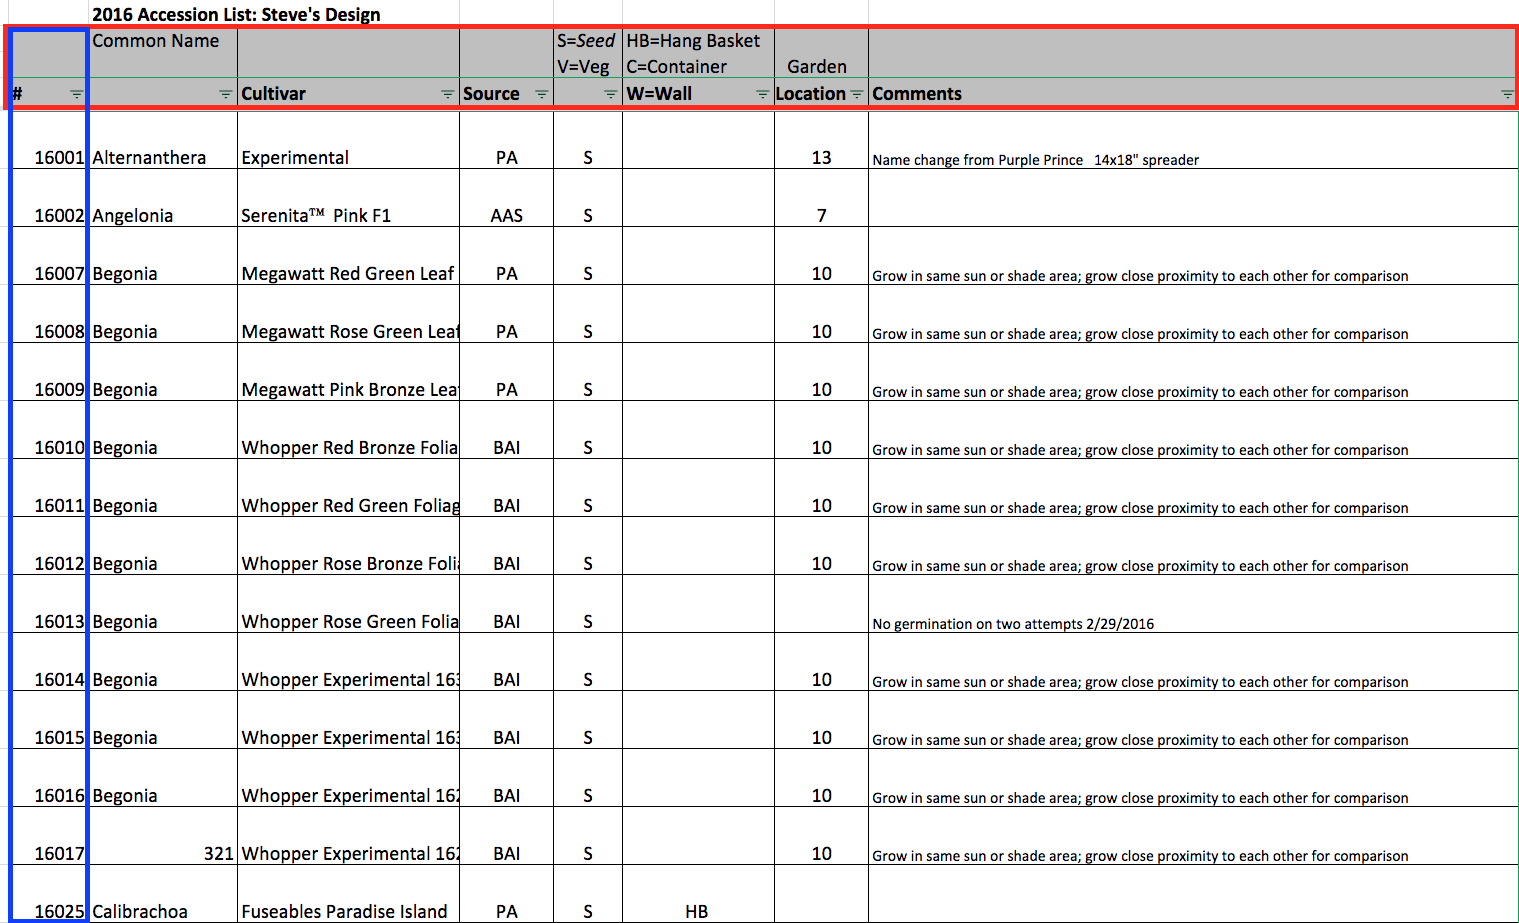 2016 Accession List: Steve's Design
Common Name S=Seed HB=Hang Basket
V=Veg C=Container Garden
# Cultivar Source W=Wall Location Comments
16001 Alternanthera Experimental PA S 13 Name change from Purple Prince 14x18" spreader
16002 Angelonia Serenita™ Pink F1 AAS S 7
16007 Begonia Megawatt Red Green Leaf PA S 10 Grow in same sun or shade area; grow close proximity to each other for comparison
16008 Begonia Megawatt Rose Green Leaf PA S 10 Grow in same sun or shade area; grow close proximity to each other for comparison
16009 Begonia Megawatt Pink Bronze Lea PA S 10 Grow in same sun or shade area; grow close proximity to each other for comparison
16010 Begonia Whopper Red Bronze Folia BAI S 10 Grow in same sun or shade area; grow close proximity to each other for comparison
16011 Begonia Whopper Red Green Foliag BAI S 10 Grow in same sun or shade area; grow close proximity to each other for comparison
16012 Begonia Whopper Rose Bronze Foli BAI S 10 Grow in same sun or shade area; grow close proximity to each other for comparison
16013 Begonia Whopper Rose Green Folia BAI S No germination on two attempts 2/29/2016
16014 Begonia Whopper Experimental 163 BAI S 10 Grow in same sun or shade area; grow close proximity to each other for comparison
16015 Begonia Whopper Experimental 163 BAI S 10 Grow in same sun or shade area; grow close proximity to each other for comparison
16016 Begonia Whopper Experimental 162 BAI S 10 Grow in same sun or shade area; grow close proximity to each other for comparison
16017 321 Whopper Experimental 162 BAI S 10 Grow in same sun or shade area; grow close proximity to each other for comparison
16025 Calibrachoa Fuseables Paradise Island PA S HB